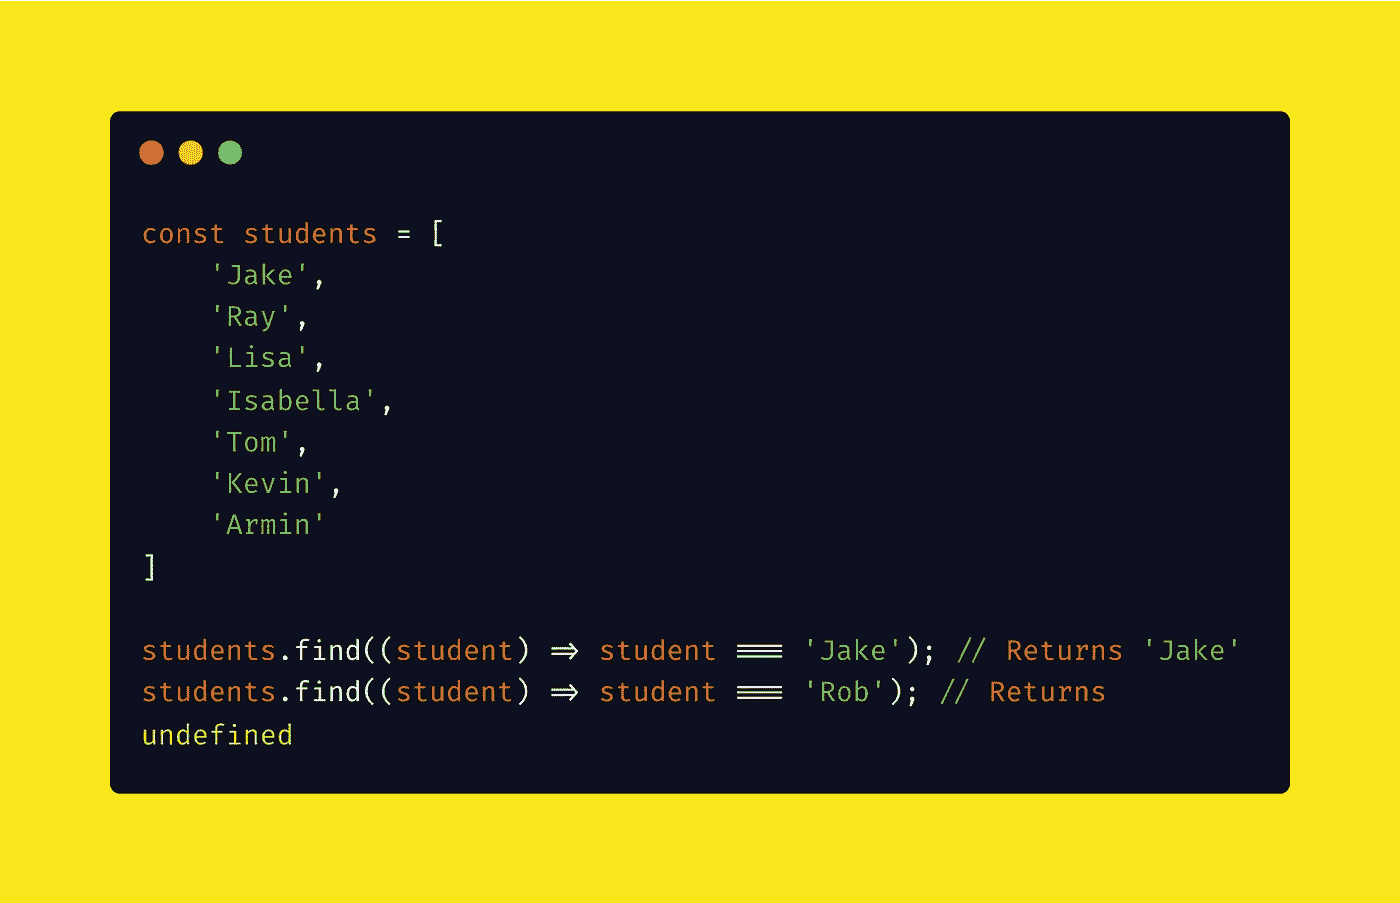 const students = [
    'Jake',
    'Ray',
    'Lisa',
    'Isabella',
    'Tom',
    'Kevin',
    'Armin'
]
students.find((student) => student === 'Jake'); // Returns 'Jake'
students.find((student) => student === 'Rob'); // Returns
undefined